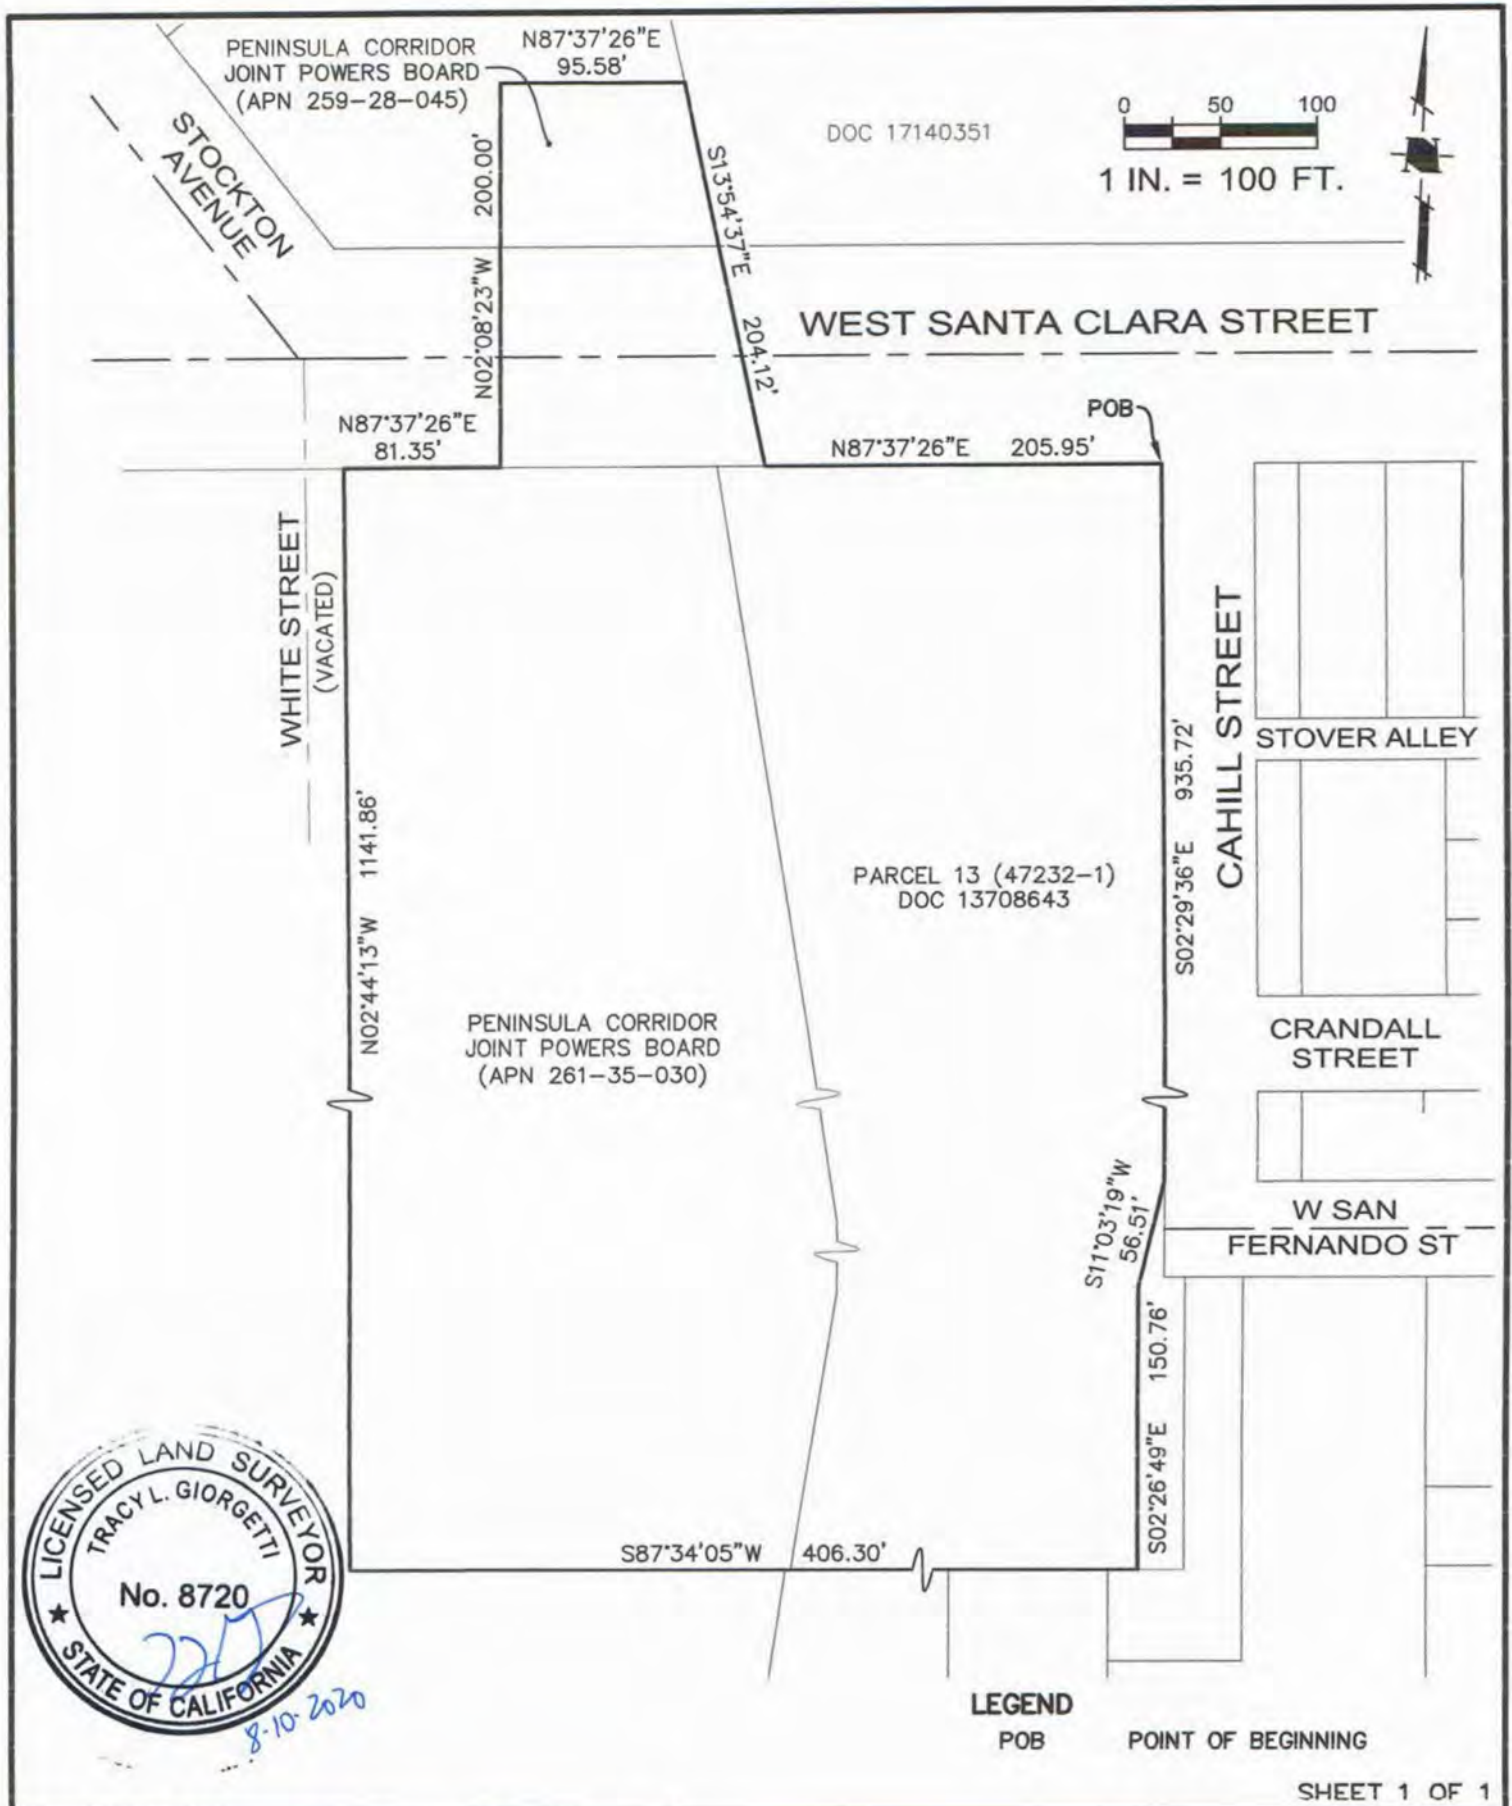 PENINSULA CORRIDOR
JOINT POWERS BOARD
(APN 259-28-045)
N87°37'26"E
95.58'
DOC 17140351
0 50 100
1 IN. = 100 FT.
N
STOCKTON
AVENUE
N02°08'23"W 200.00'
S13°54'37"E 204.12'
WEST SANTA CLARA STREET
N87°37'26"E
81.35'
POB
N87°37'26"E 205.95'
WHITE STREET
(VACATED)
N02°44'13"W 1141.86'
PARCEL 13 (47232-1)
DOC 13708643
S02°29'36"E 935.72'
CAHILL STREET
STOVER ALLEY
CRANDALL
STREET
PENINSULA CORRIDOR
JOINT POWERS BOARD
(APN 261-35-030)
S11°03'19"W
56.51'
W SAN
FERNANDO ST
S02°26'49"E 150.76'
S87°34'05"W 406.30'
LICENSED LAND SURVEYOR
TRACY L. GIORGETTI
No. 8720
STATE OF CALIFORNIA
8-10-2020
LEGEND
POB POINT OF BEGINNING
SHEET 1 OF 1